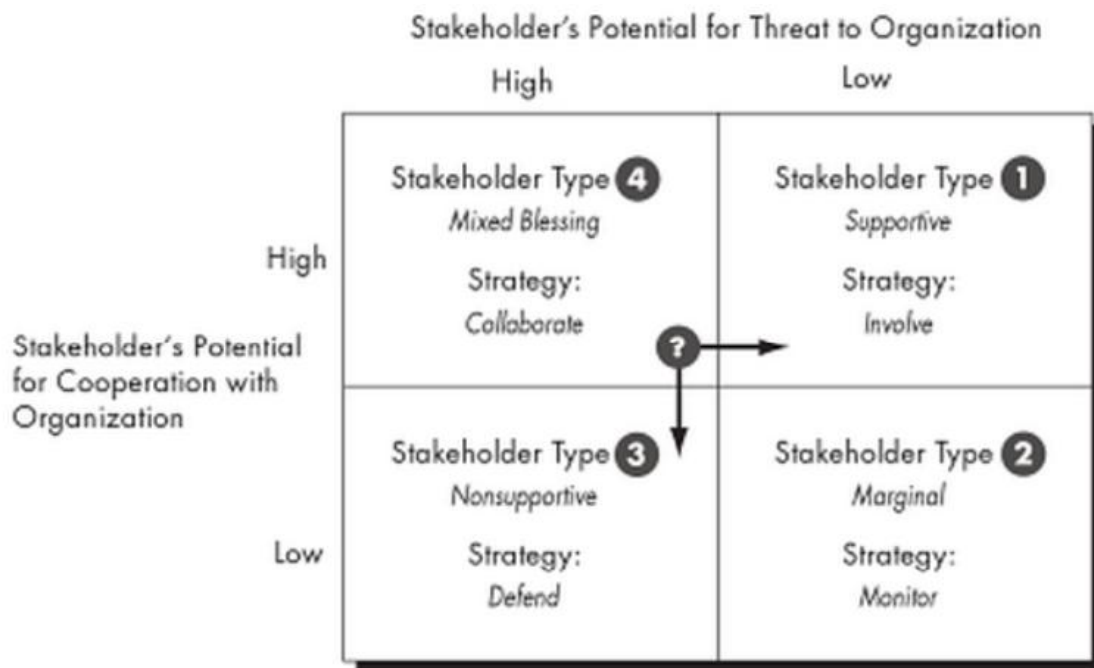 Stakeholder's Potential for Threat to Organization
High
Low
Stakeholder Type 4
Mixed Blessing
Strategy:
Collaborate
Stakeholder Type 1
Supportive
Strategy:
Involve
High
?
Stakeholder's Potential
for Cooperation with
Organization
Stakeholder Type 3
Nonsupportive
Strategy:
Defend
Stakeholder Type 2
Marginal
Strategy:
Monitor
Low